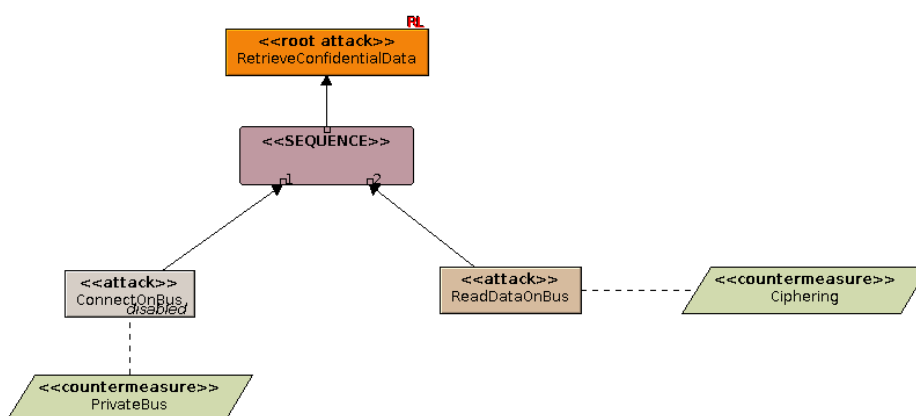 <<root attack>>
RetrieveConfidentialData
<<SEQUENCE>>
1
2
<<attack>>
ConnectOnBus
disabled
<<attack>>
ReadDataOnBus
<<countermeasure>>
Ciphering
<<countermeasure>>
PrivateBus